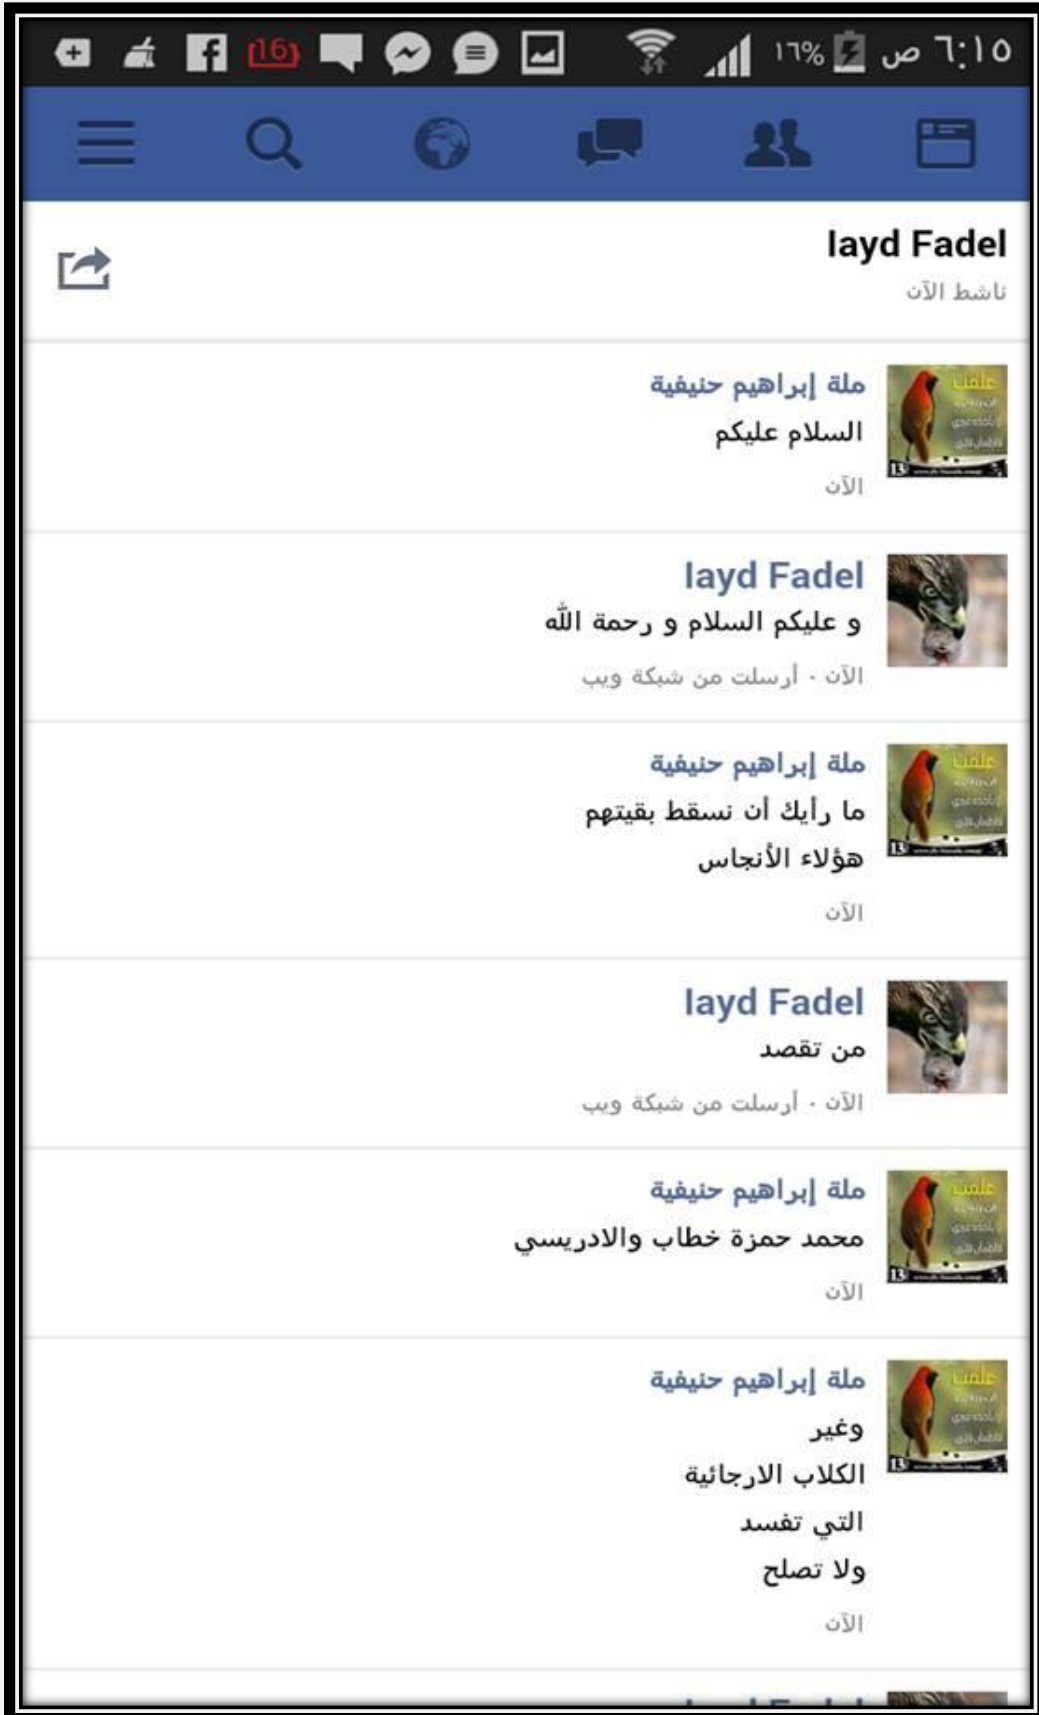 ٦:١٥ ص ١٦% 16
Iayd Fadel
ناشط الآن
ملة إبراهيم حنيفية
السلام عليكم
الآن
Iayd Fadel
و عليكم السلام و رحمة الله
الآن · أرسلت من شبكة ويب
ملة إبراهيم حنيفية
ما رأيك أن نسقط بقيتهم
هؤلاء الأنجاس
الآن
Iayd Fadel
من تقصد
الآن · أرسلت من شبكة ويب
ملة إبراهيم حنيفية
محمد حمزة خطاب والادريسي
الآن
ملة إبراهيم حنيفية
وغير
الكلاب الارجائية
التي تفسد
ولا تصلح
الآن